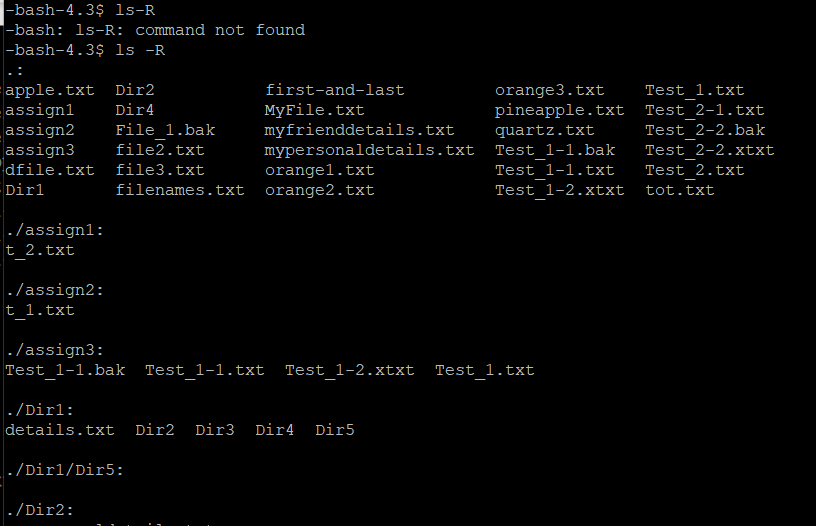 -bash-4.3$ ls-R
-bash: ls-R: command not found
-bash-4.3$ ls -R
.:
apple.txt  Dir2           first-and-last         orange3.txt    Test_1.txt
assign1    Dir4           MyFile.txt             pineapple.txt  Test_2-1.txt
assign2    File_1.bak     myfrienddetails.txt    quartz.txt     Test_2-2.bak
assign3    file2.txt      mypersonaldetails.txt  Test_1-1.bak   Test_2-2.xtxt
dfile.txt  file3.txt      orange1.txt            Test_1-1.txt   Test_2.txt
Dir1       filenames.txt  orange2.txt            Test_1-2.xtxt  tot.txt

./assign1:
t_2.txt

./assign2:
t_1.txt

./assign3:
Test_1-1.bak  Test_1-1.txt  Test_1-2.xtxt  Test_1.txt

./Dir1:
details.txt  Dir2  Dir3  Dir4  Dir5

./Dir1/Dir5:

./Dir2: